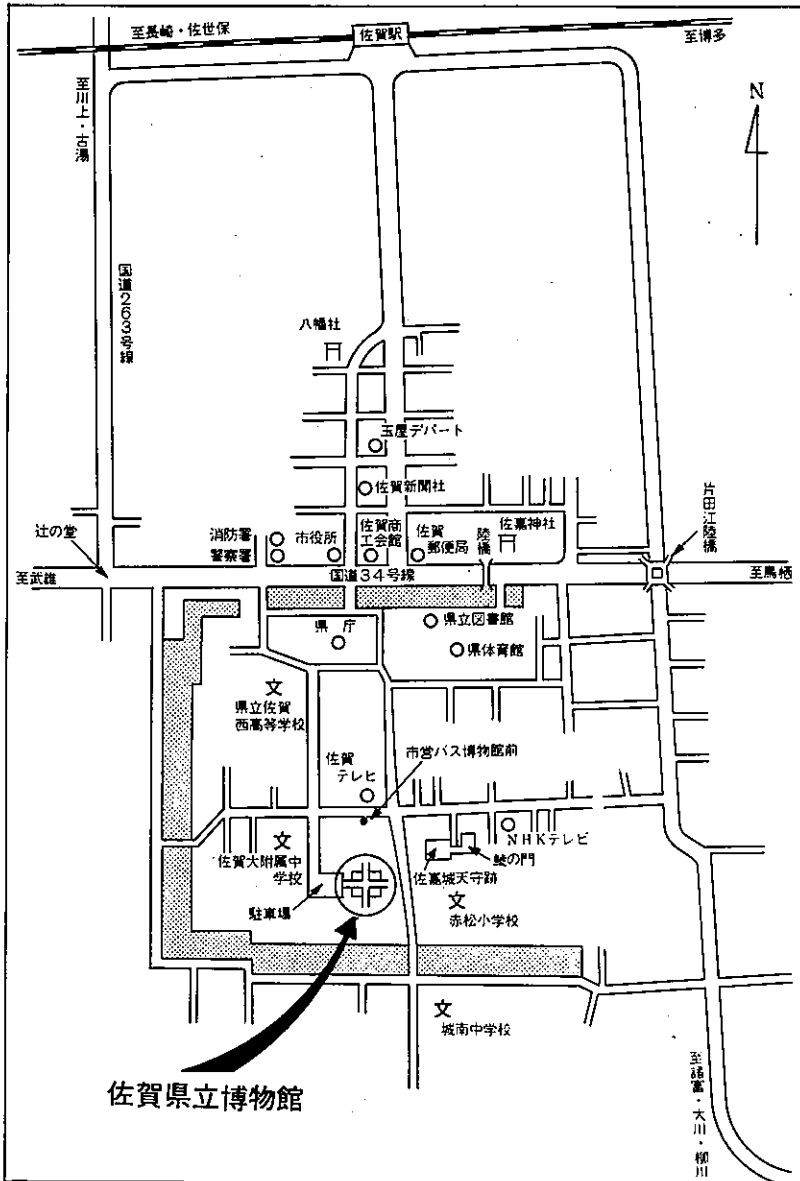 至長崎・佐世保
佐賀駅
至博多
至川上・古湯
N
国道263号線
八幡社
玉屋デパート
佐賀新聞社
片田江陸橋
辻の堂
消防署
警察署
市役所
佐賀商
工会館
佐賀
郵便局
陸橋
佐嘉神社
至武雄
国道34号線
至鳥栖
県庁
県立図書館
県体育館
文
県立佐賀
西高等学校
佐賀
テレビ
市営バス博物館前
文
佐賀大附属中
学校
NHKテレビ
鯱の門
佐嘉城天守跡
駐車場
文
赤松小学校
文
城南中学校
佐賀県立博物館
至諸富・大川・柳川